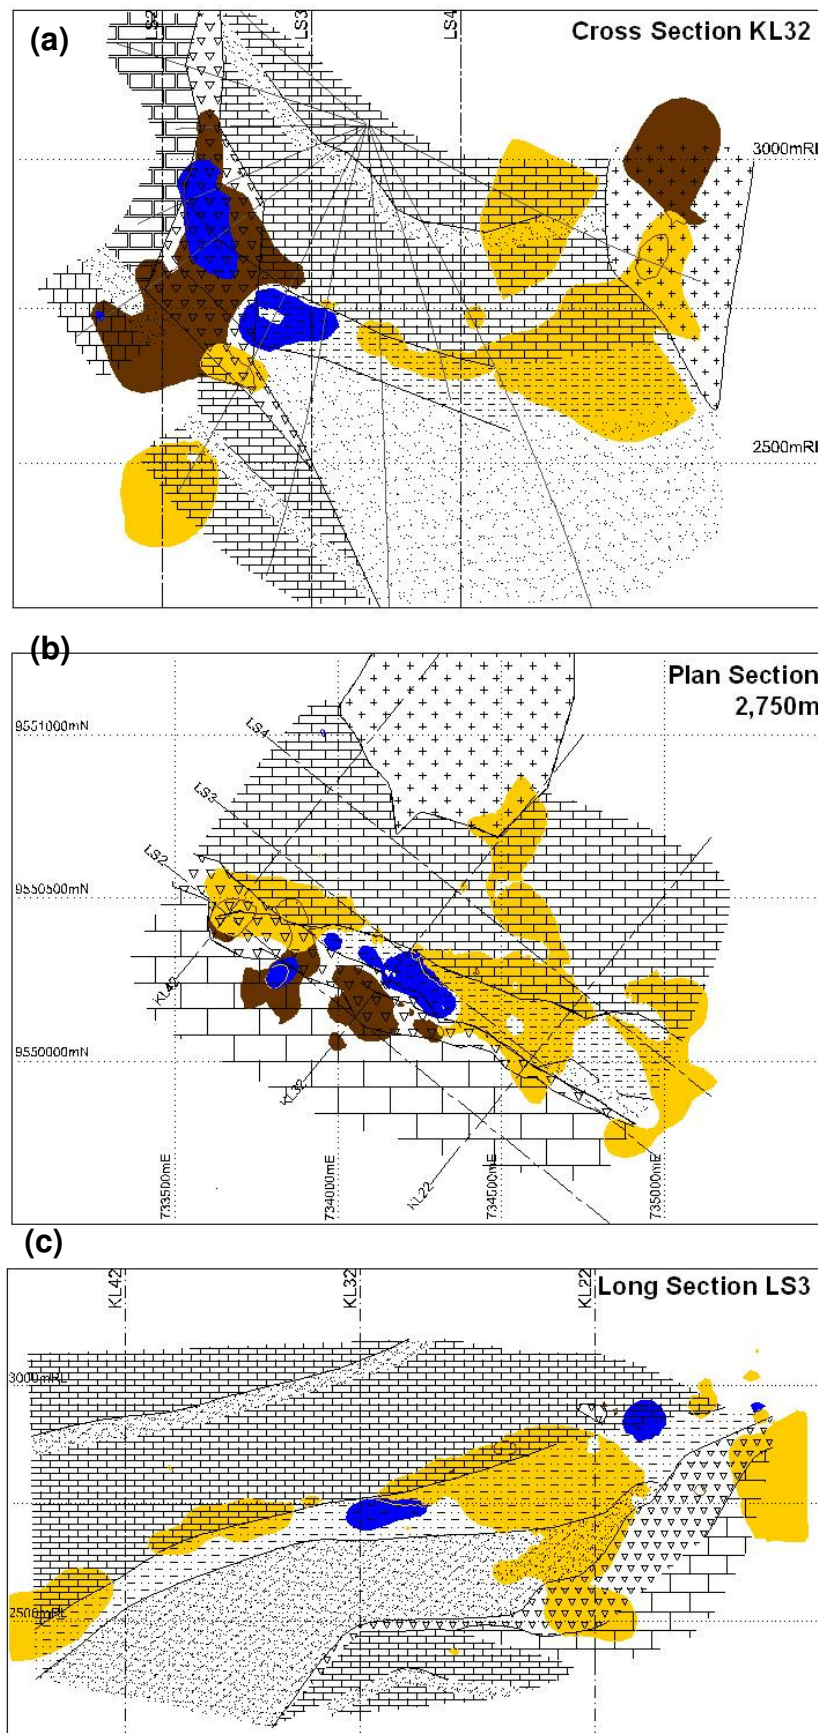 (a)
Cross Section KL32
LS2
LS3
LS4
3000mRL
2500mRL
(b)
Plan Section
2,750m
9551000mN
LS4
LS3
LS2
9550500mN
KL42
9550000mN
KL32
KL22
733500mE
734000mE
734500mE
735000mE
(c)
Long Section LS3
KL42
KL32
KL22
3000mRL
2500mRL